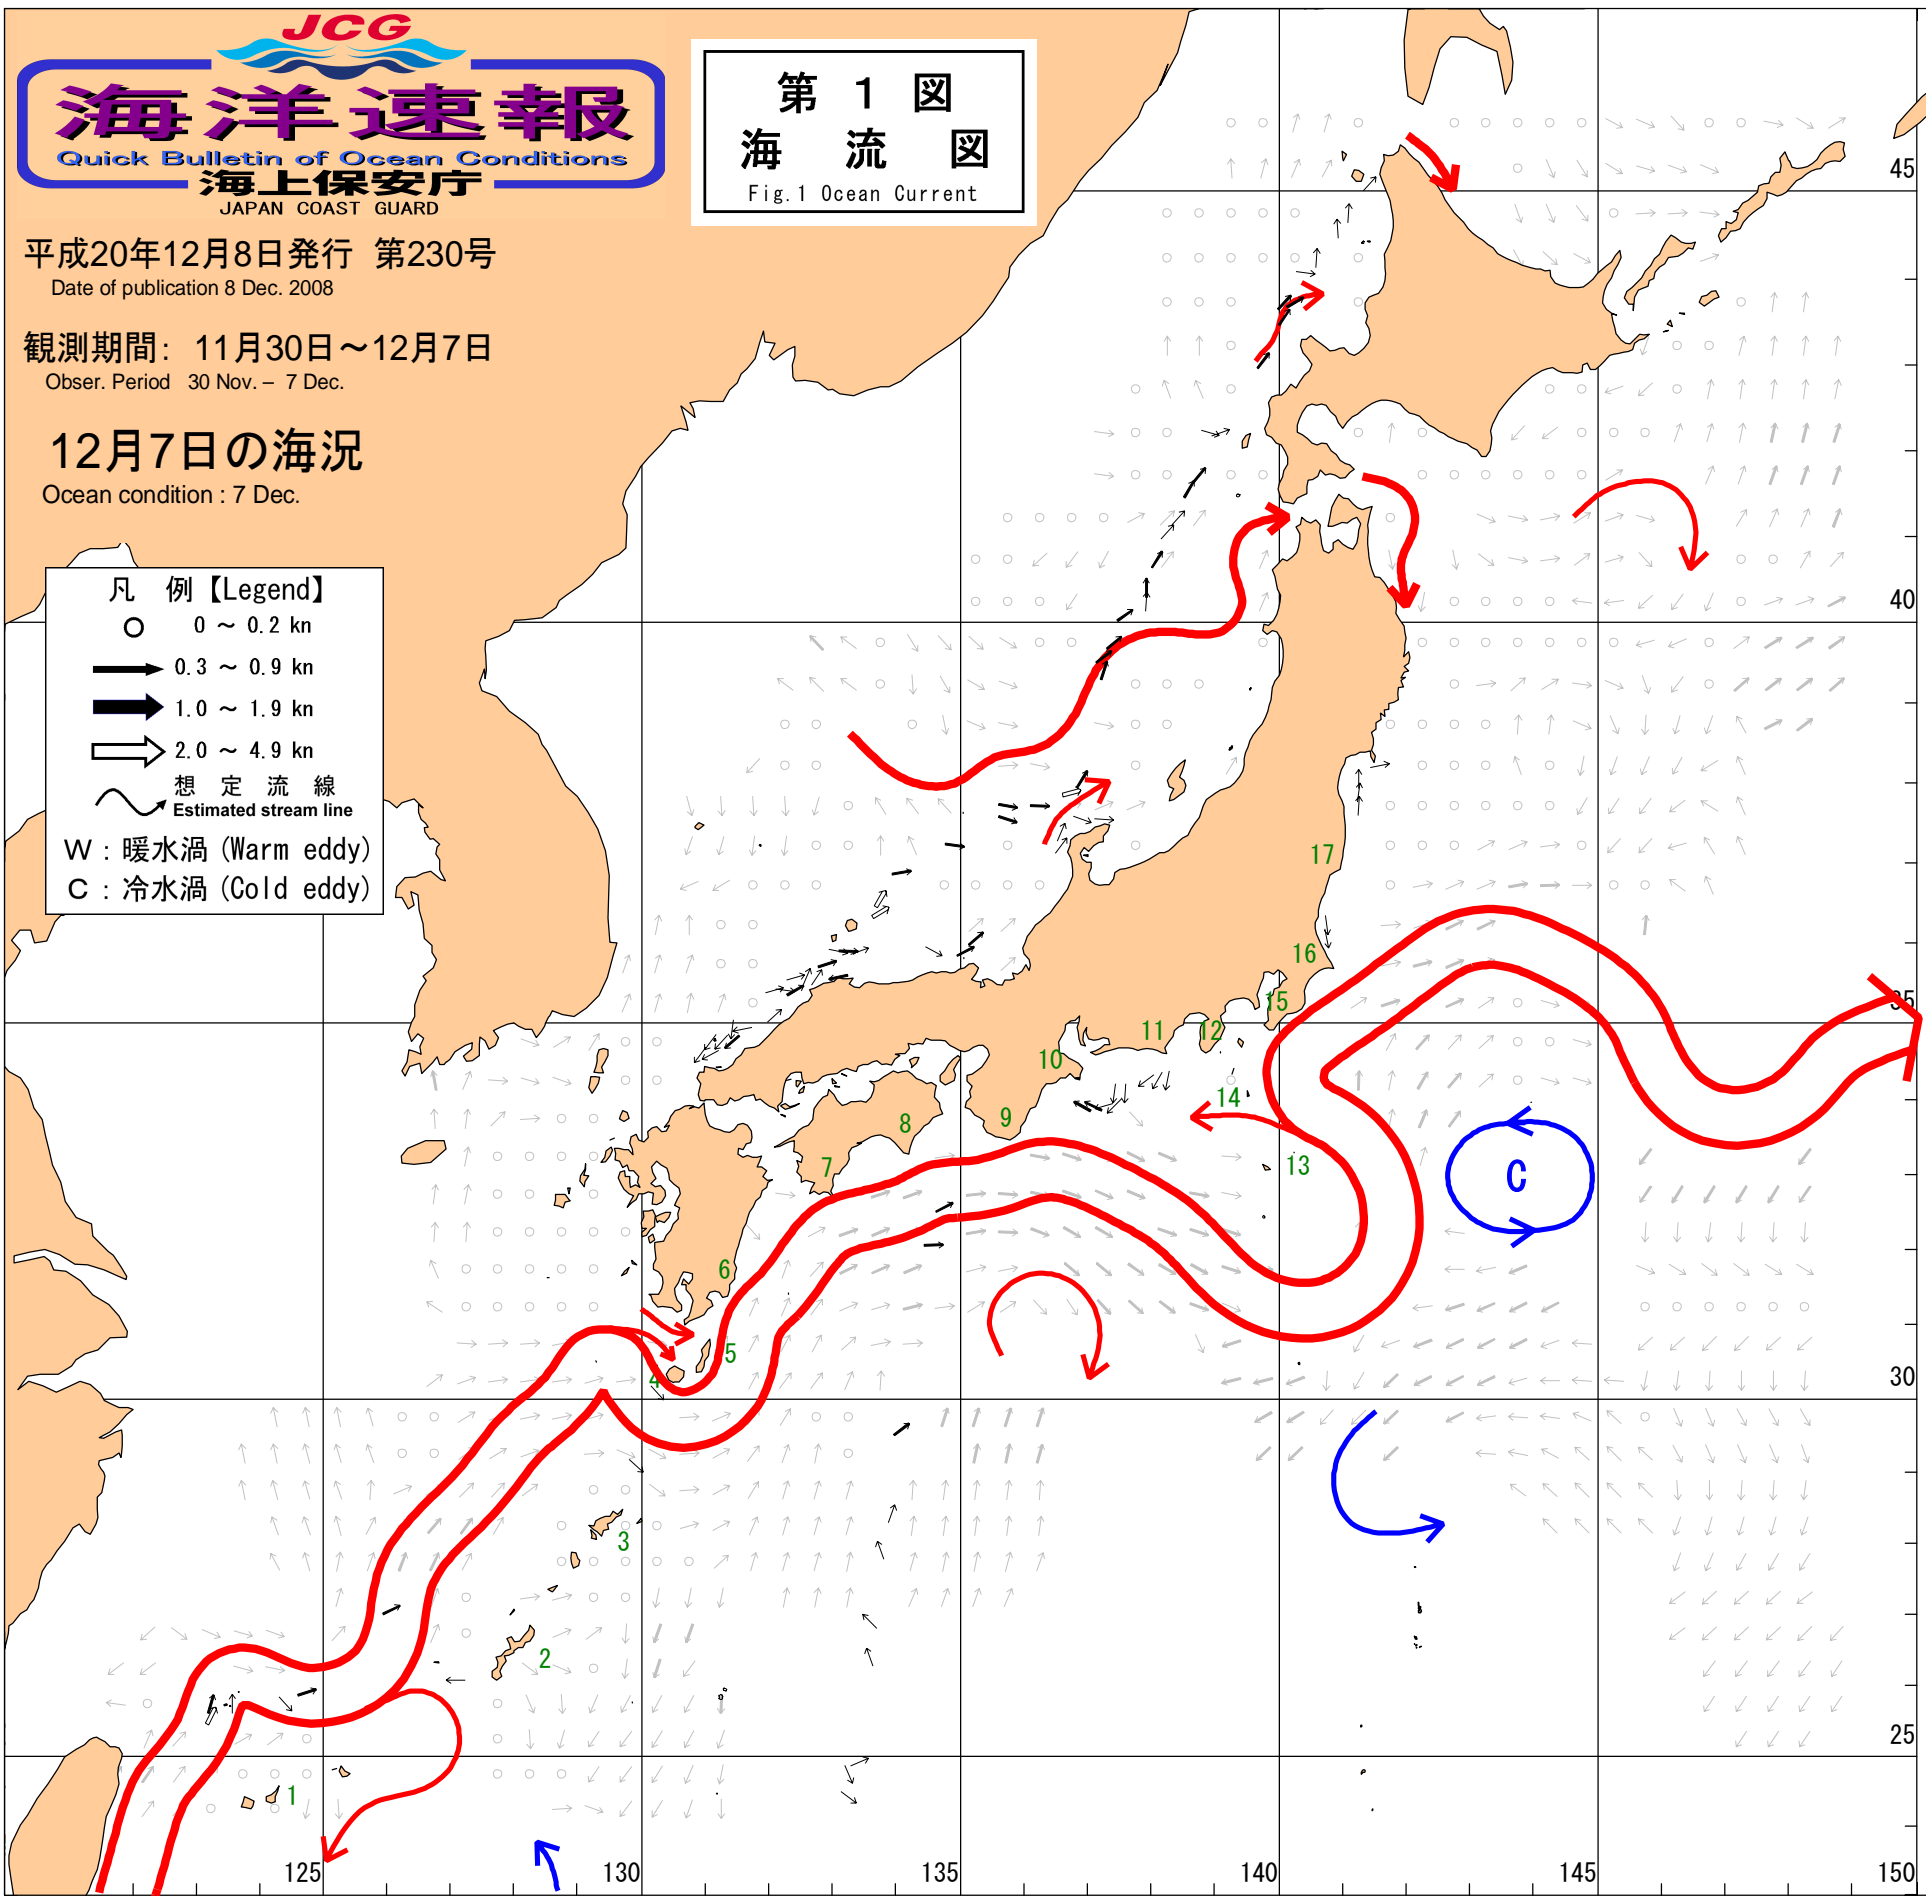 JCG
海洋速報
Quick Bulletin of Ocean Conditions
海上保安庁
JAPAN COAST GUARD
第 1 図
海 流 図
Fig.1 Ocean Current
平成20年12月8日発行 第230号
Date of publication 8 Dec. 2008
観測期間: 11月30日～12月7日
Obser. Period 30 Nov. – 7 Dec.
12月7日の海況
Ocean condition : 7 Dec.
凡 例【Legend】
0 ～ 0.2 kn
0.3 ～ 0.9 kn
1.0 ～ 1.9 kn
2.0 ～ 4.9 kn
想 定 流 線
Estimated stream line
W : 暖水渦 (Warm eddy)
C : 冷水渦 (Cold eddy)
45
40
17
16
35
15
12
11
10
14
9
8
13
7
C
6
5
4
30
3
2
25
1
125
130
135
140
145
150